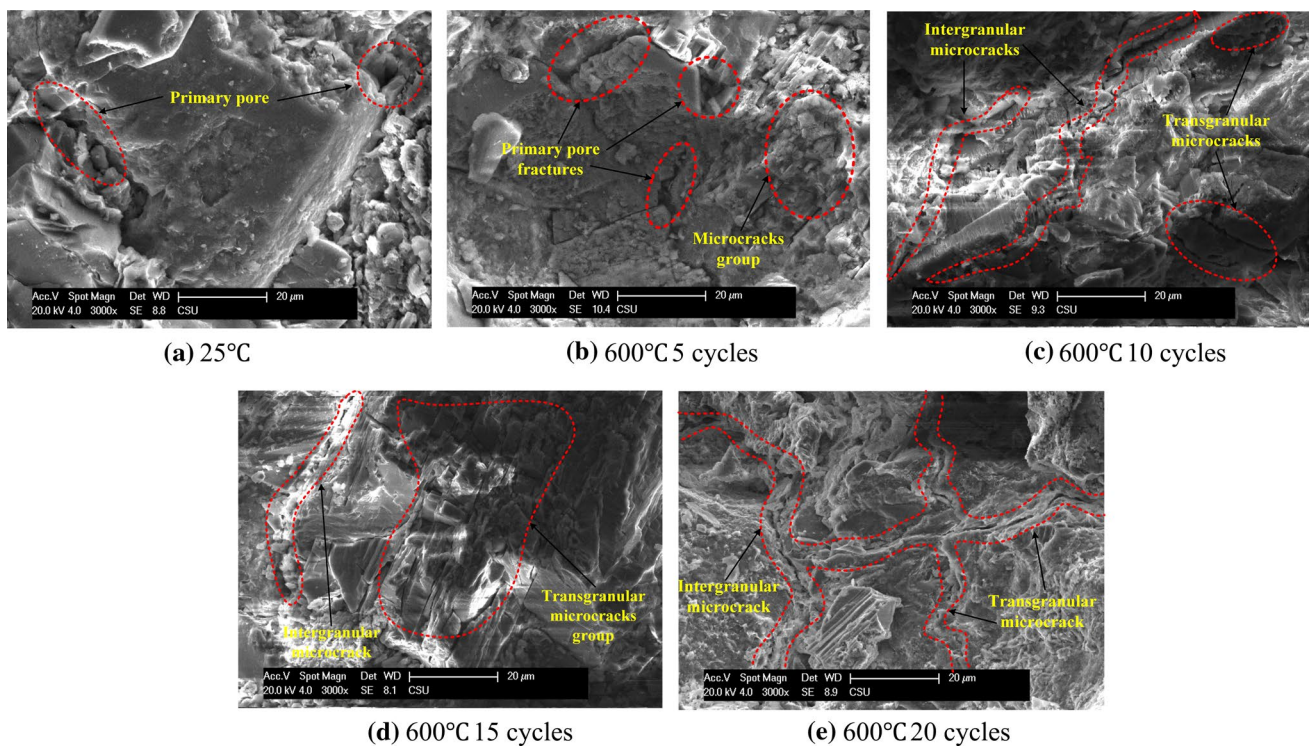 Primary pore
Acc.V Spot Magn Det WD 20 μm
20.0 kV 4.0 3000x SE 8.8 CSU
(a) 25℃
Primary pore
fractures
Microcracks
group
Acc.V Spot Magn Det WD 20 μm
20.0 kV 4.0 3000x SE 10.4 CSU
(b) 600℃ 5 cycles
Intergranular
microcracks
Transgranular
microcracks
Acc.V Spot Magn Det WD 20 μm
20.0 kV 4.0 3000x SE 9.3 CSU
(c) 600℃ 10 cycles
Intergranular
microcrack
Transgranular
microcracks
group
Acc.V Spot Magn Det WD 20 μm
20.0 kV 4.0 3000x SE 8.1 CSU
(d) 600℃ 15 cycles
Intergranular
microcrack
Transgranular
microcrack
Acc.V Spot Magn Det WD 20 μm
20.0 kV 4.0 3000x SE 8.9 CSU
(e) 600℃ 20 cycles